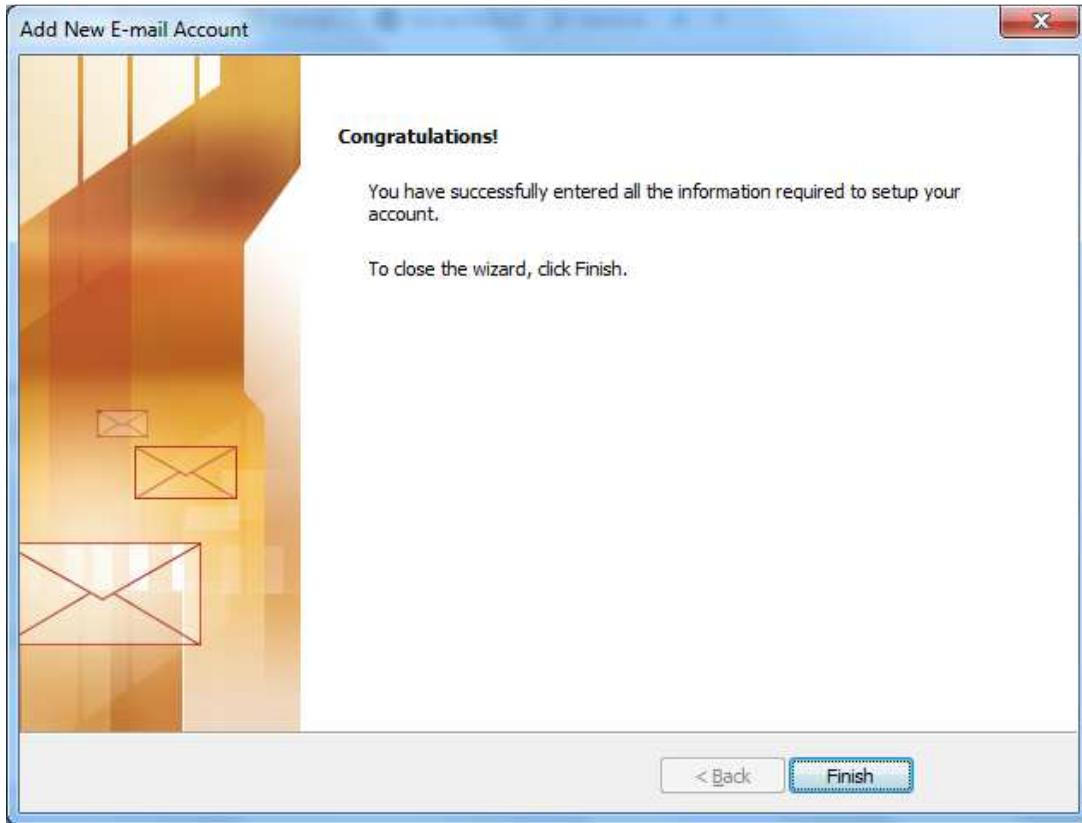 Add New E-mail Account
Congratulations!
You have successfully entered all the information required to setup your
account.
To close the wizard, click Finish.
< Back
Finish